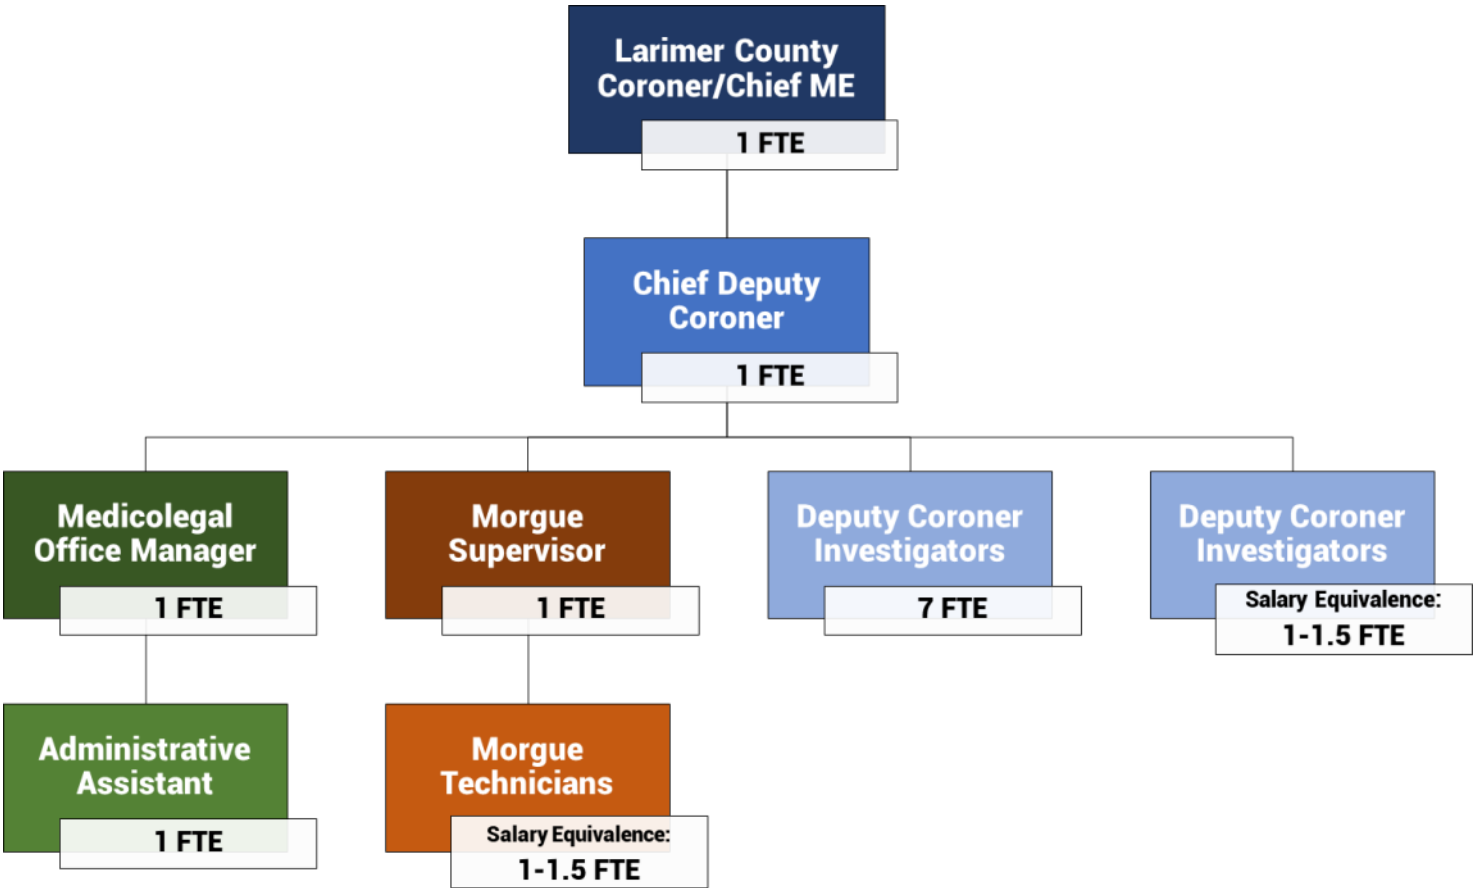 Larimer County
Coroner/Chief ME
1 FTE
Chief Deputy
Coroner
1 FTE
Medicolegal
Office Manager
1 FTE
Morgue
Supervisor
1 FTE
Deputy Coroner
Investigators
7 FTE
Deputy Coroner
Investigators
Salary Equivalence:
1-1.5 FTE
Administrative
Assistant
1 FTE
Morgue
Technicians
Salary Equivalence:
1-1.5 FTE